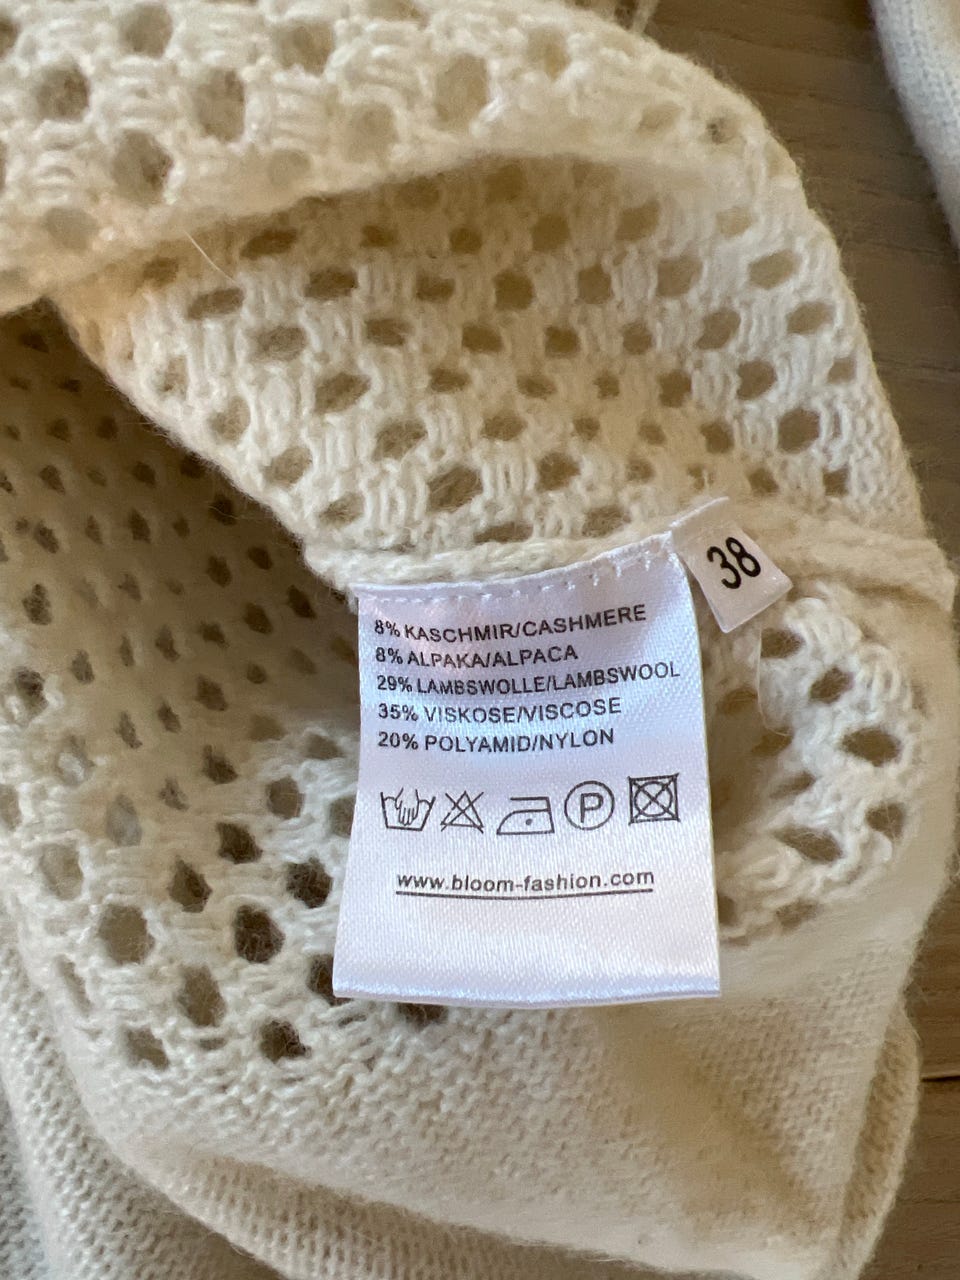 38
8% KASCHMIR/CASHMERE
8% ALPAKA/ALPACA
29% LAMBSWOLLE/LAMBSWOOL
35% VISKOSE/VISCOSE
20% POLYAMID/NYLON
P
www.bloom-fashion.com